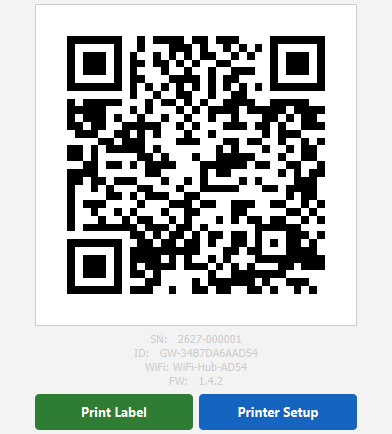 SN: 2627-000001
ID: GW-34B7DA6AAD54
WiFi: WiFi-Hub-AD54
FW: 1.4.2
Print Label
Printer Setup